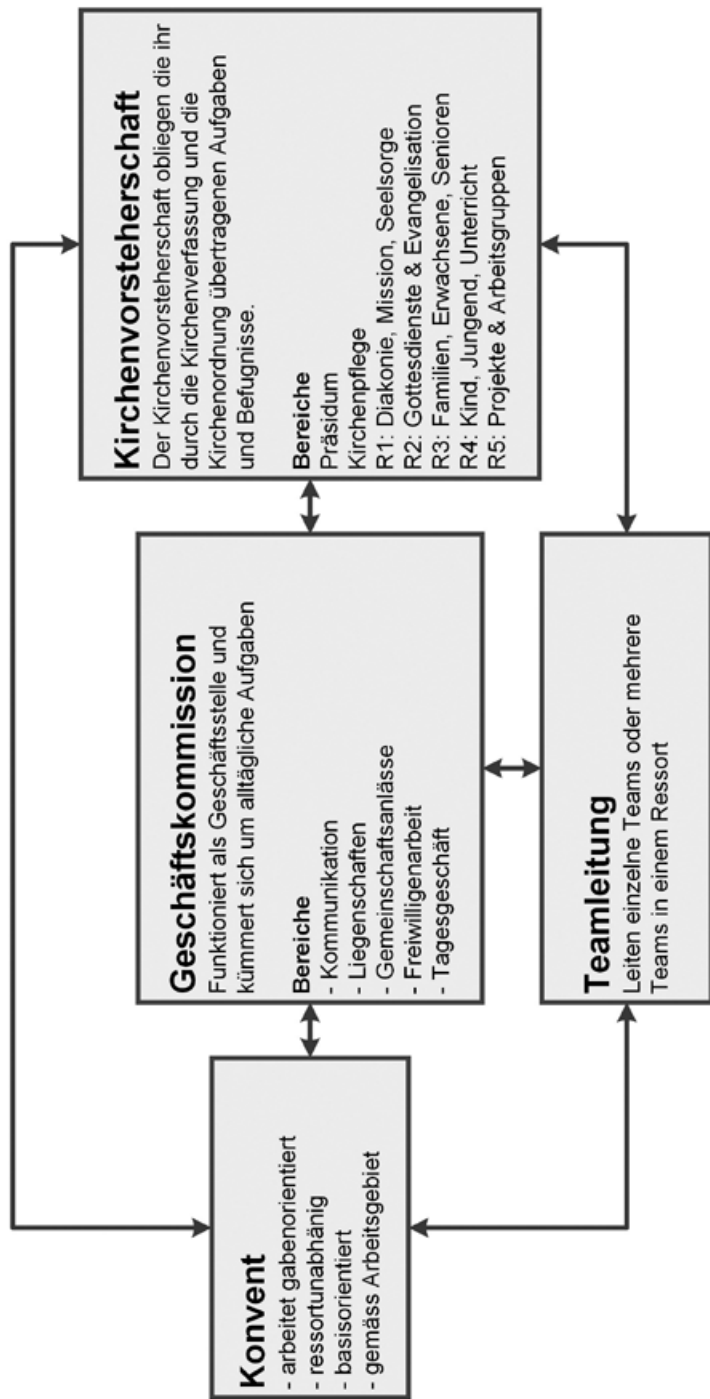 Konvent
- arbeitet gabenorientiert
- ressortunabhänig
- basisorientiert
- gemäss Arbeitsgebiet
Geschäftskommission
Funktioniert als Geschäftsstelle und
kümmert sich um alltägliche Aufgaben
Bereiche
- Kommunikation
- Liegenschaften
- Gemeinschaftsanlässe
- Freiwilligenarbeit
- Tagesgeschäft
Kirchenvorsteherschaft
Der Kirchenvorsteherschaft obliegen die ihr
durch die Kirchenverfassung und die
Kirchenordnung übertragenen Aufgaben
und Befugnisse.
Bereiche
Präsidum
Kirchenpflege
R1: Diakonie, Mission, Seelsorge
R2: Gottesdienste & Evangelisation
R3: Familien, Erwachsene, Senioren
R4: Kind, Jungend, Unterricht
R5: Projekte & Arbeitsgruppen
Teamleitung
Leiten einzelne Teams oder mehrere
Teams in einem Ressort